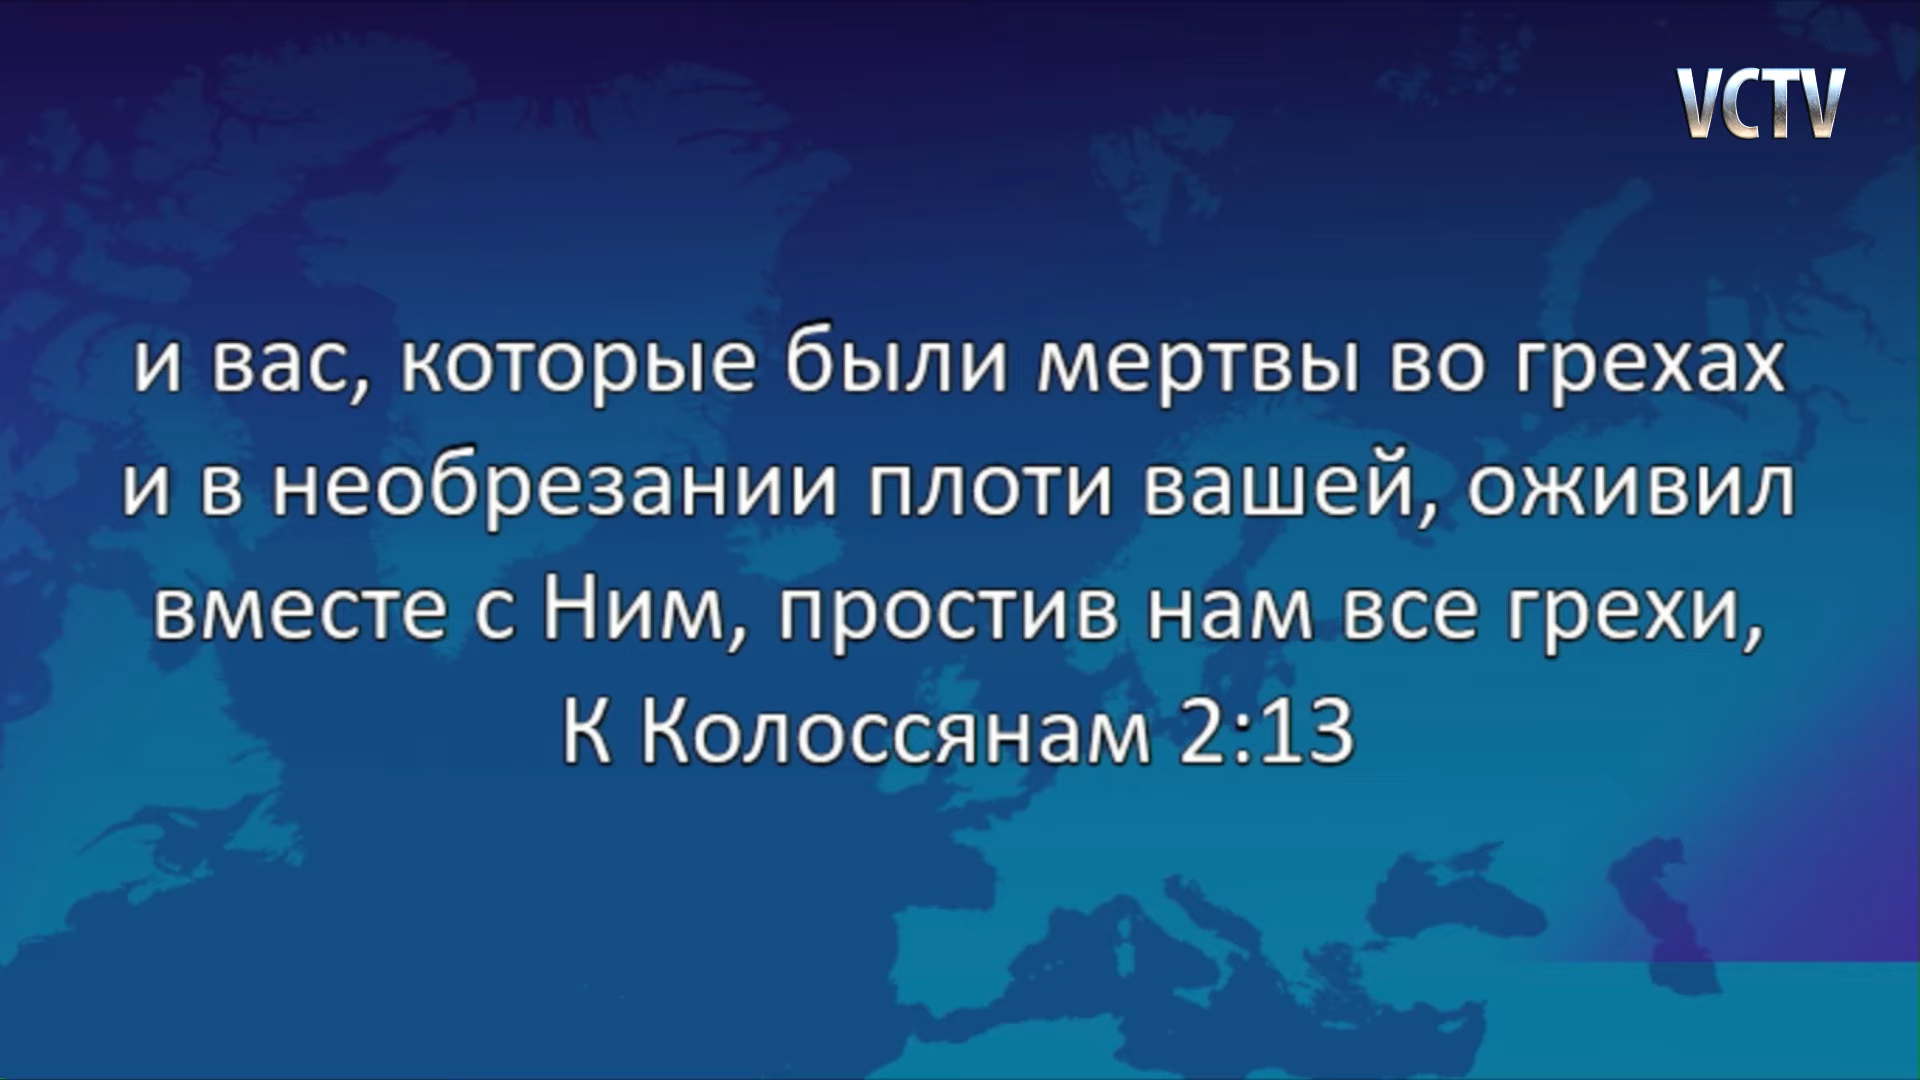 VCTV
и вас, которые были мертвы во грехах
и в необрезании плоти вашей, оживил
вместе с Ним, простив нам все грехи,
К Колоссянам 2:13